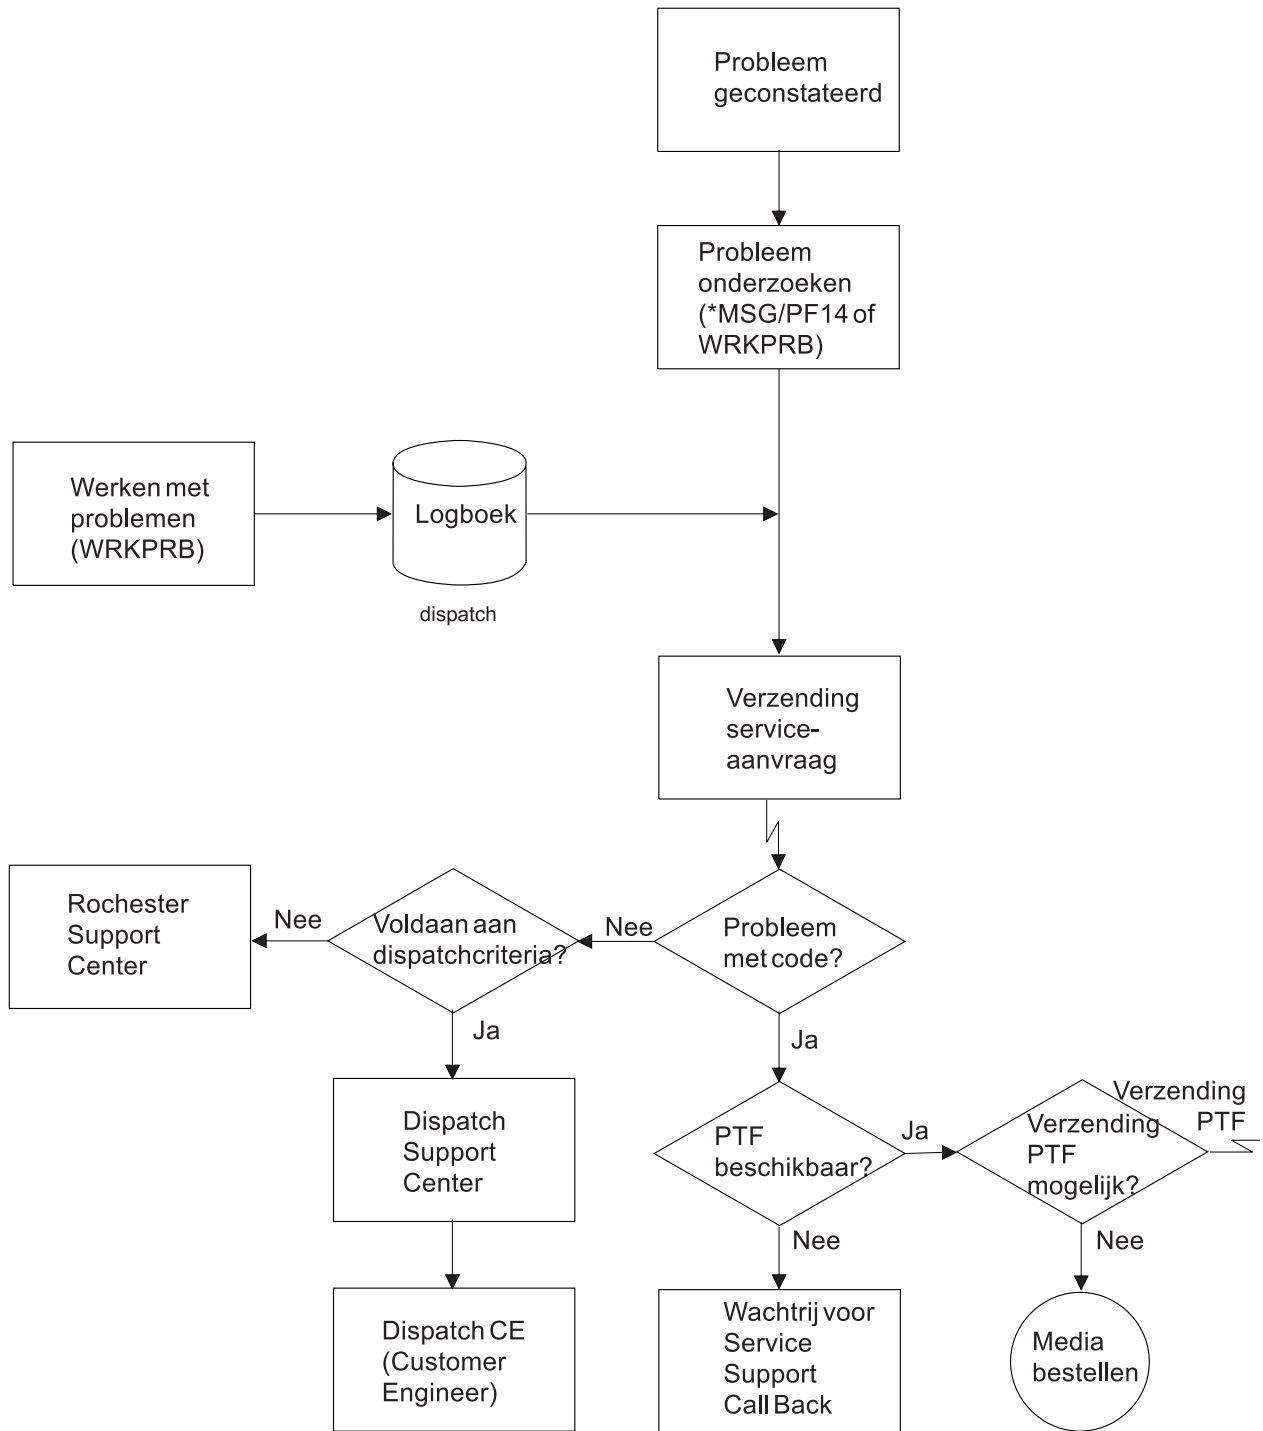 Probleem
geconstateerd
Probleem
onderzoeken
(*MSG/PF14 of
WRKPRB)
Werken met
problemen
(WRKPRB)
Logboek
dispatch
Verzending
service-
aanvraag
Rochester
Support
Center
Nee
Voldaan aan
dispatchcriteria?
Nee
Probleem
met code?
Ja
Ja
Dispatch
Support
Center
PTF
beschikbaar?
Ja
Verzending
PTF
mogelijk?
Verzending
PTF
Nee
Nee
Dispatch CE
(Customer
Engineer)
Wachtrij voor
Service
Support
Call Back
Media
bestellen